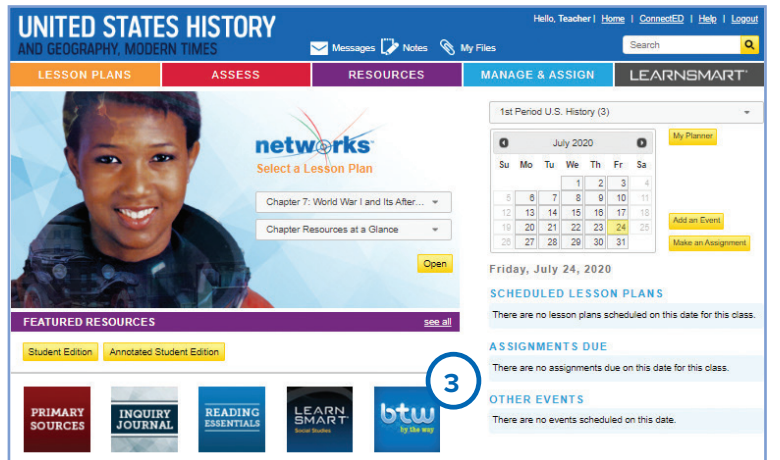 UNITED STATES HISTORY
AND GEOGRAPHY, MODERN TIMES
Hello, Teacher | Home | ConnectED | Help | Logout
Messages Notes My Files
Search
LESSON PLANS ASSESS RESOURCES MANAGE & ASSIGN LEARNSMART
networks
Select a Lesson Plan
Chapter 7: World War I and Its After...
Chapter Resources at a Glance
Open
1st Period U.S. History (3)
July 2020
My Planner
Su Mo Tu We Th Fr Sa
1 2 3 4
5 6 7 8 9 10 11
12 13 14 15 16 17 18
19 20 21 22 23 24 25
26 27 28 29 30 31
Add an Event
Make an Assignment
Friday, July 24, 2020
SCHEDULED LESSON PLANS
There are no lesson plans scheduled on this date for this class.
ASSIGNMENTS DUE
There are no assignments due on this date for this class.
OTHER EVENTS
There are no events scheduled on this date.
FEATURED RESOURCES see all
Student Edition Annotated Student Edition
3
PRIMARY
SOURCES
INQUIRY
JOURNAL
READING
ESSENTIALS
LEARN
SMART
Social Studies
btw
by the way